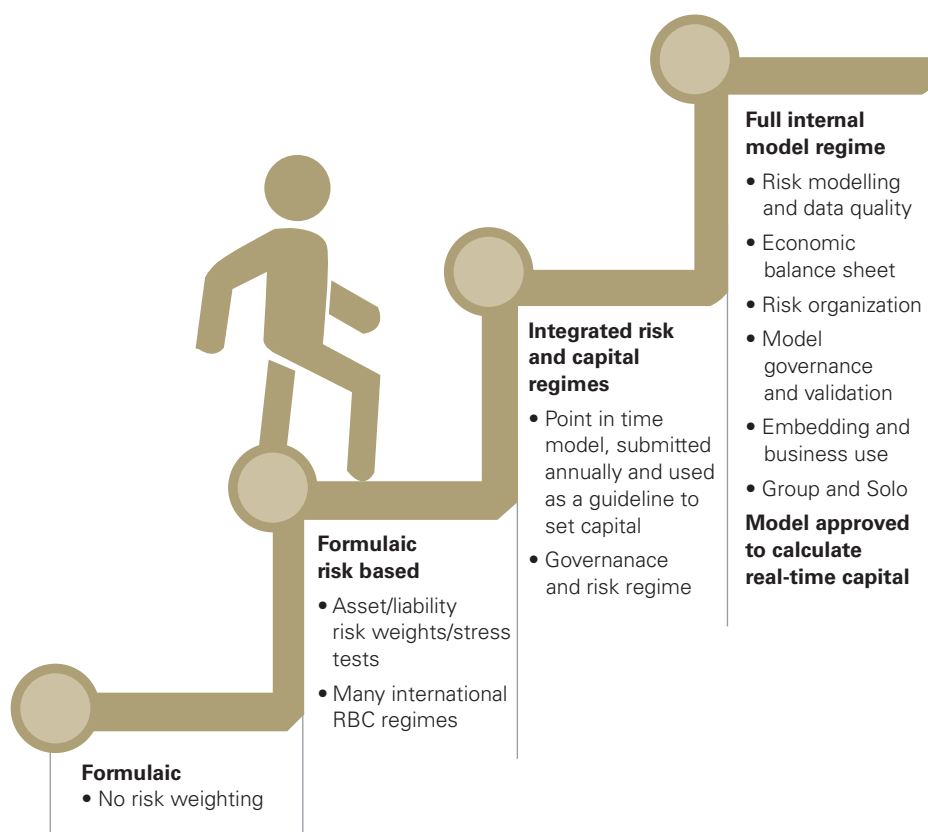 Formulaic
• No risk weighting
Formulaic
risk based
• Asset/liability
risk weights/stress
tests
• Many international
RBC regimes
Integrated risk
and capital
regimes
• Point in time
model, submitted
annually and used
as a guideline to
set capital
• Governanace
and risk regime
Full internal
model regime
• Risk modelling
and data quality
• Economic
balance sheet
• Risk organization
• Model
governance
and validation
• Embedding and
business use
• Group and Solo
Model approved
to calculate
real-time capital